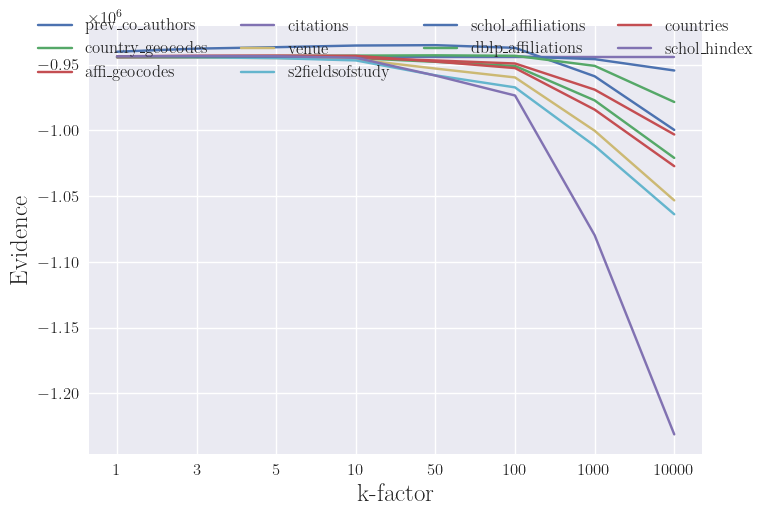 ×10⁶
prev_co_authors citations schol_affiliations countries
country_geocodes venue dblp_affiliations schol_hindex
affi_geocodes s2fieldsofstudy
−0.95
−1.00
−1.05
−1.10
−1.15
−1.20
Evidence
1 3 5 10 50 100 1000 10000
k-factor